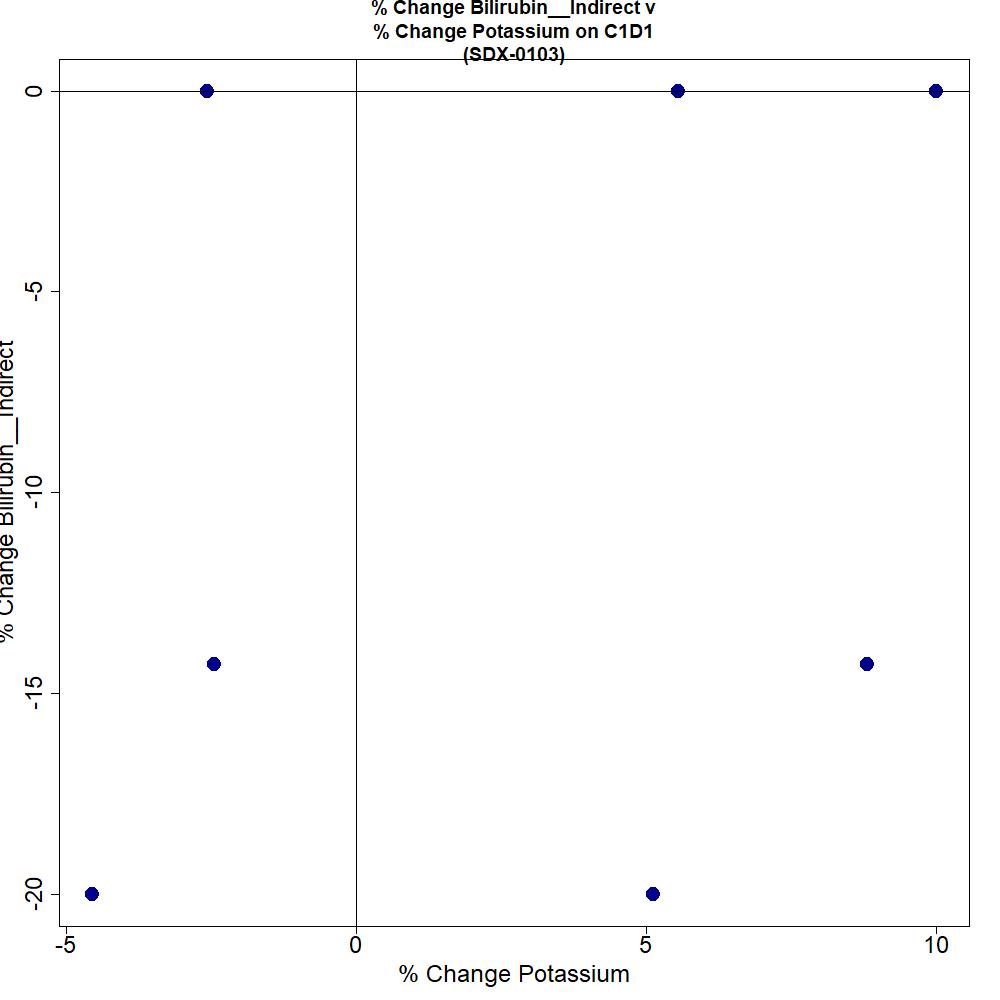 % Change Bilirubin__Indirect v
% Change Potassium on C1D1
(SDX-0103)
% Change Bilirubin__Indirect
0
-5
-10
-15
-20
-5
0
5
10
% Change Potassium